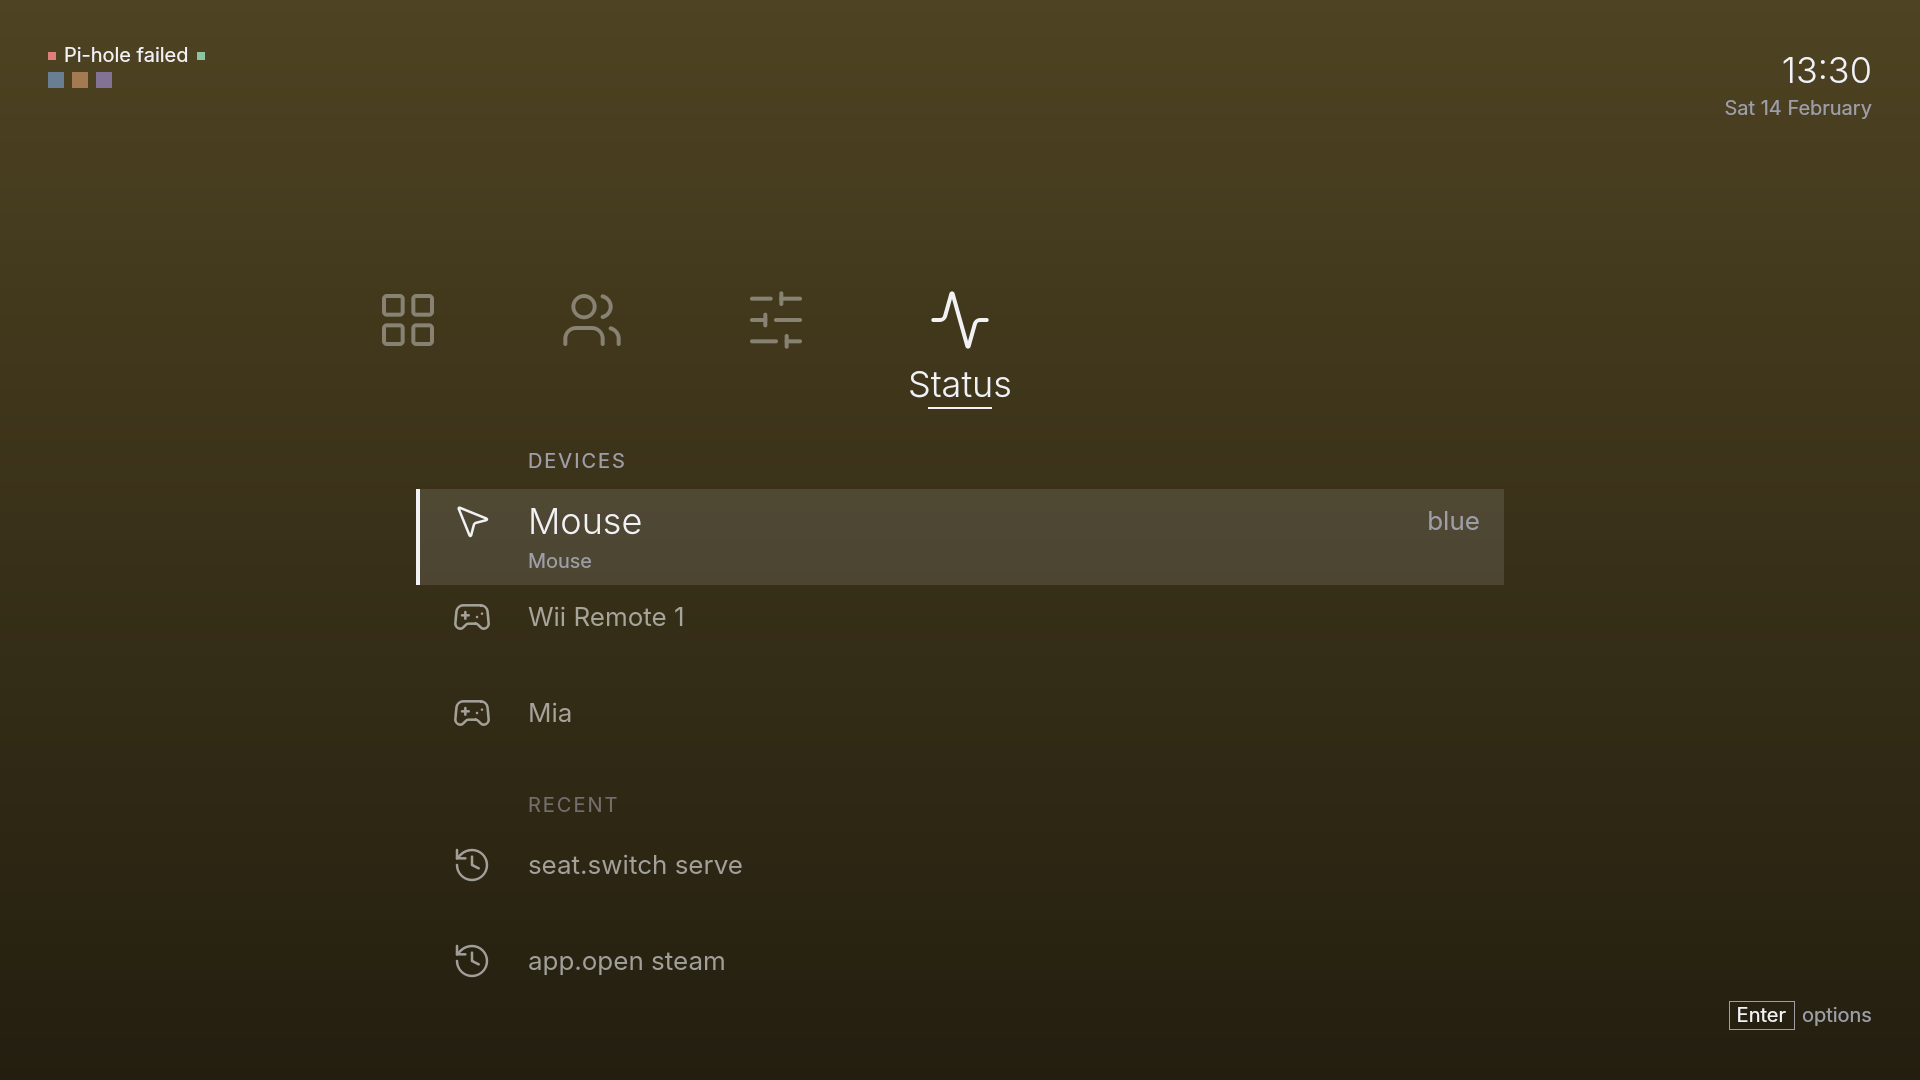 Pi-hole failed
13:30
Sat 14 February
Status
DEVICES
Mouse
blue
Mouse
Wii Remote 1
Mia
RECENT
seat.switch serve
app.open steam
Enter options